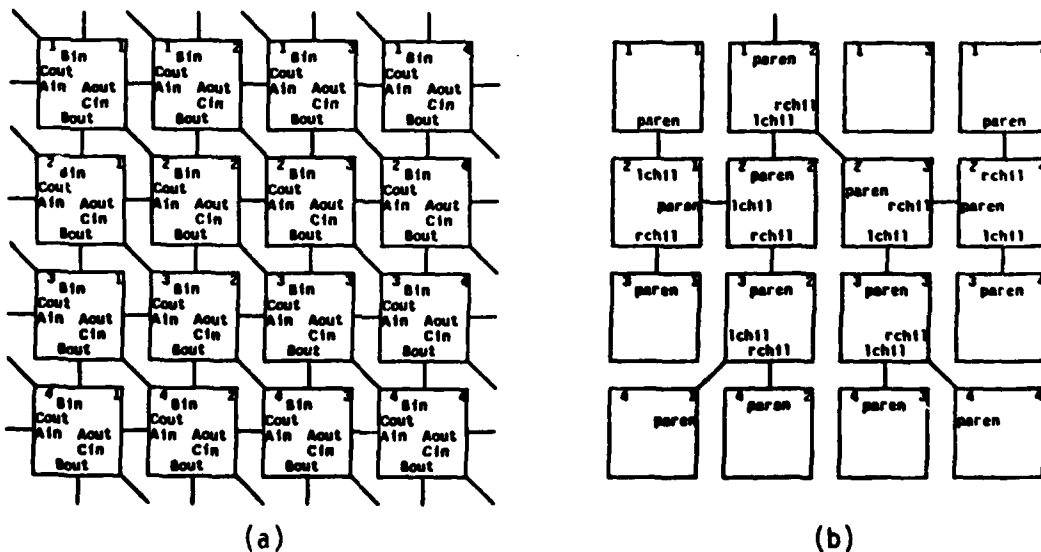 1 Bin 1 1 Bin 2 1 Bin 3 1 Bin 4
Cout Cout Cout Cout
Ain Aout Ain Aout Ain Aout Ain Aout
Cin Cin Cin Cin
Bout Bout Bout Bout
2 Bin 1 2 Bin 2 2 Bin 3 2 Bin 4
Cout Cout Cout Cout
Ain Aout Ain Aout Ain Aout Ain Aout
Cin Cin Cin Cin
Bout Bout Bout Bout
3 Bin 1 3 Bin 2 3 Bin 3 3 Bin 4
Cout Cout Cout Cout
Ain Aout Ain Aout Ain Aout Ain Aout
Cin Cin Cin Cin
Bout Bout Bout Bout
4 Bin 1 4 Bin 2 4 Bin 3 4 Bin 4
Cout Cout Cout Cout
Ain Aout Ain Aout Ain Aout Ain Aout
Cin Cin Cin Cin
Bout Bout Bout Bout
(a)
1 1 1 2 1 3 1 4
paren
rchil
paren lchil paren
2 1 2 2 2 3 2 4
lchil paren paren rchil
paren lchil rchil paren
rchil rchil lchil lchil
3 1 3 2 3 3 3 4
paren paren paren paren
lchil rchil
rchil lchil
4 1 4 2 4 3 4 4
paren paren paren paren
(b)